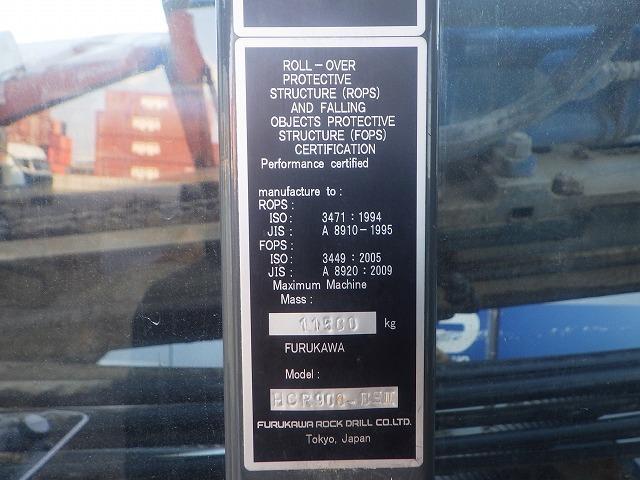 ROLL-OVER
PROTECTIVE
STRUCTURE (ROPS)
AND FALLING
OBJECTS PROTECTIVE
STRUCTURE (FOPS)
CERTIFICATION
Performance certified
manufacture to :
ROPS :
ISO : 3471 : 1994
JIS : A 8910-1995
FOPS :
ISO : 3449 : 2005
JIS : A 8920 : 2009
Maximum Machine
Mass :
11500 kg
FURUKAWA
Model :
FURUKAWA ROCK DRILL CO.LTD.
Tokyo, Japan